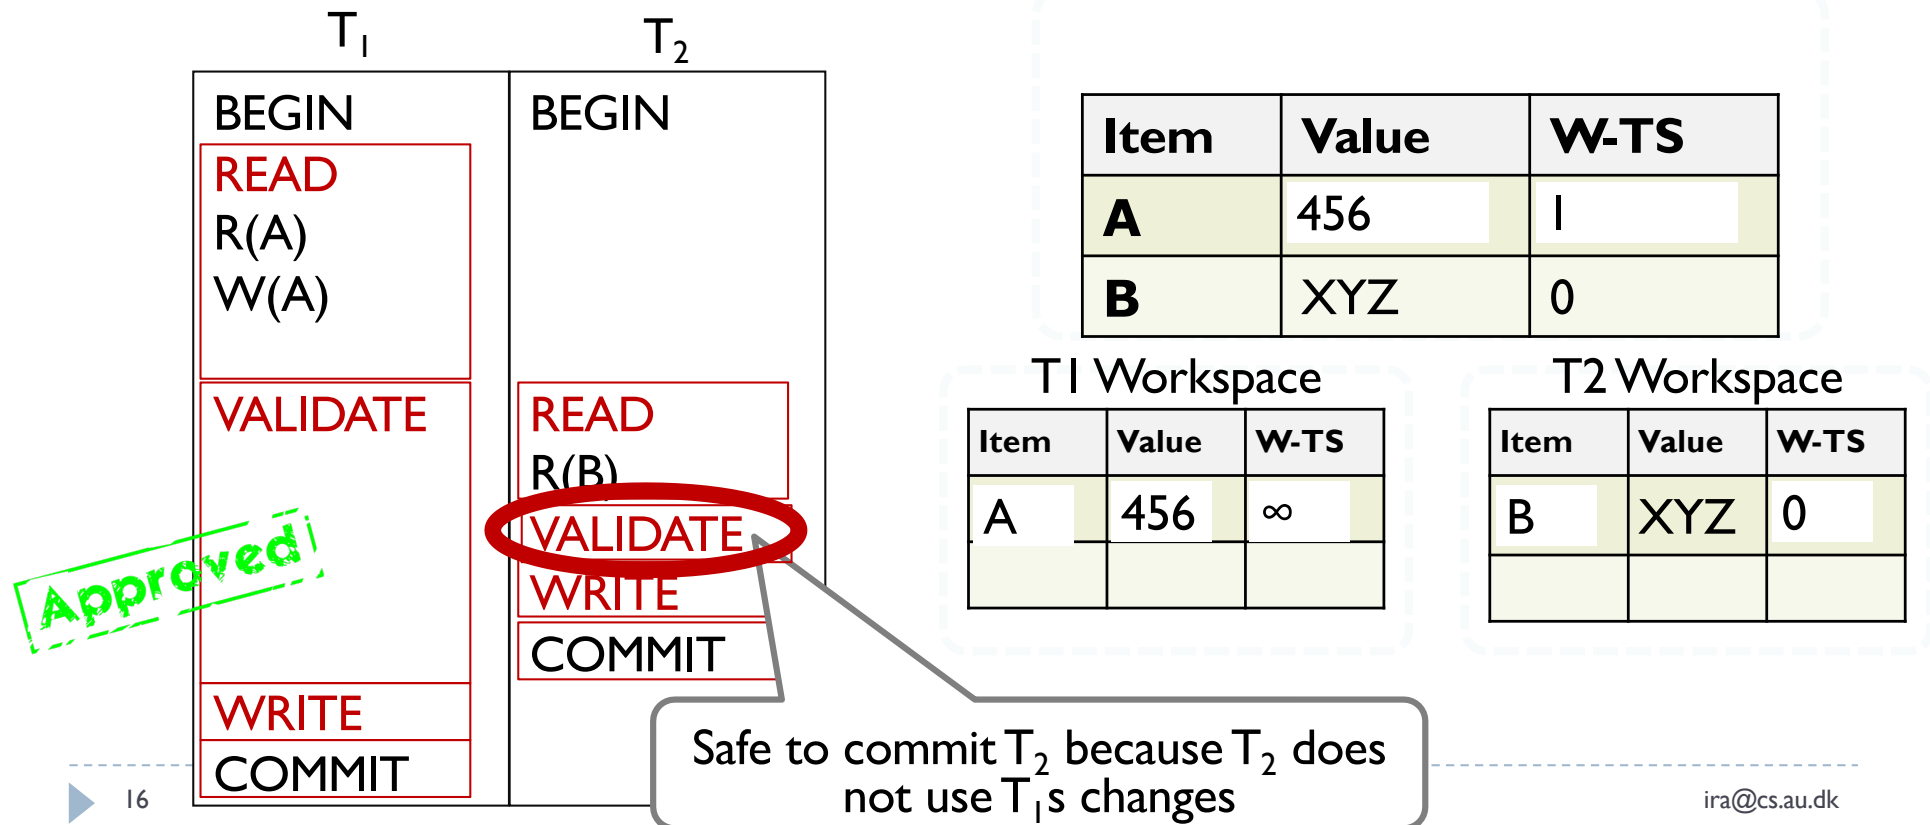 T1
T2
BEGIN
READ
R(A)
W(A)
VALIDATE
WRITE
COMMIT
BEGIN
READ
R(B)
VALIDATE
WRITE
COMMIT
Approved
Safe to commit T2 because T2 does
not use T1s changes
Item Value W-TS
A 456 1
B XYZ 0
T1 Workspace
Item Value W-TS
A 456 ∞
T2 Workspace
Item Value W-TS
B XYZ 0
16
ira@cs.au.dk